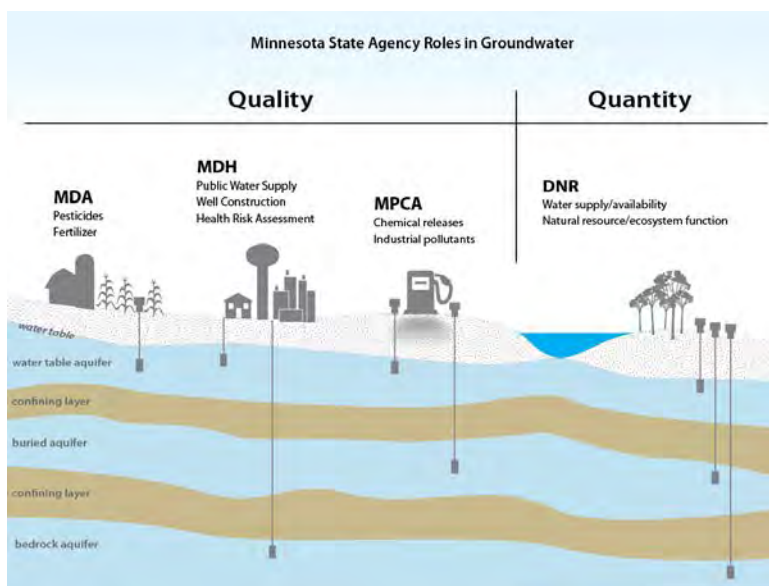 Minnesota State Agency Roles in Groundwater
Quality
Quantity
MDA
Pesticides
Fertilizer
MDH
Public Water Supply
Well Construction
Health Risk Assessment
MPCA
Chemical releases
Industrial pollutants
DNR
Water supply/availability
Natural resource/ecosystem function
water table
water table aquifer
confining layer
buried aquifer
confining layer
bedrock aquifer